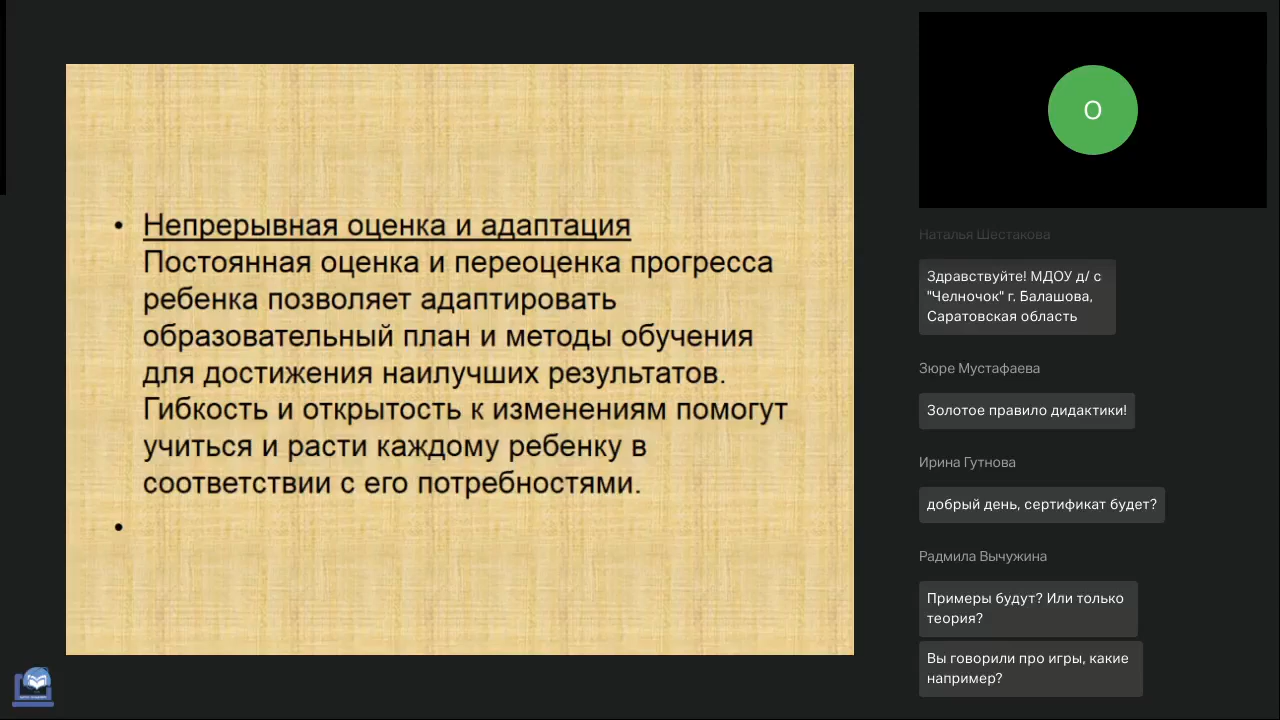 Непрерывная оценка и адаптация
Постоянная оценка и переоценка прогресса
ребенка позволяет адаптировать
образовательный план и методы обучения
для достижения наилучших результатов.
Гибкость и открытость к изменениям помогут
учиться и расти каждому ребенку в
соответствии с его потребностями.
О
Наталья Шестакова
Здравствуйте! МДОУ д/ с
"Челночок" г. Балашова,
Саратовская область
Зюре Мустафаева
Золотое правило дидактики!
Ирина Гутнова
добрый день, сертификат будет?
Радмила Вычужина
Примеры будут? Или только
теория?
Вы говорили про игры, какие
например?